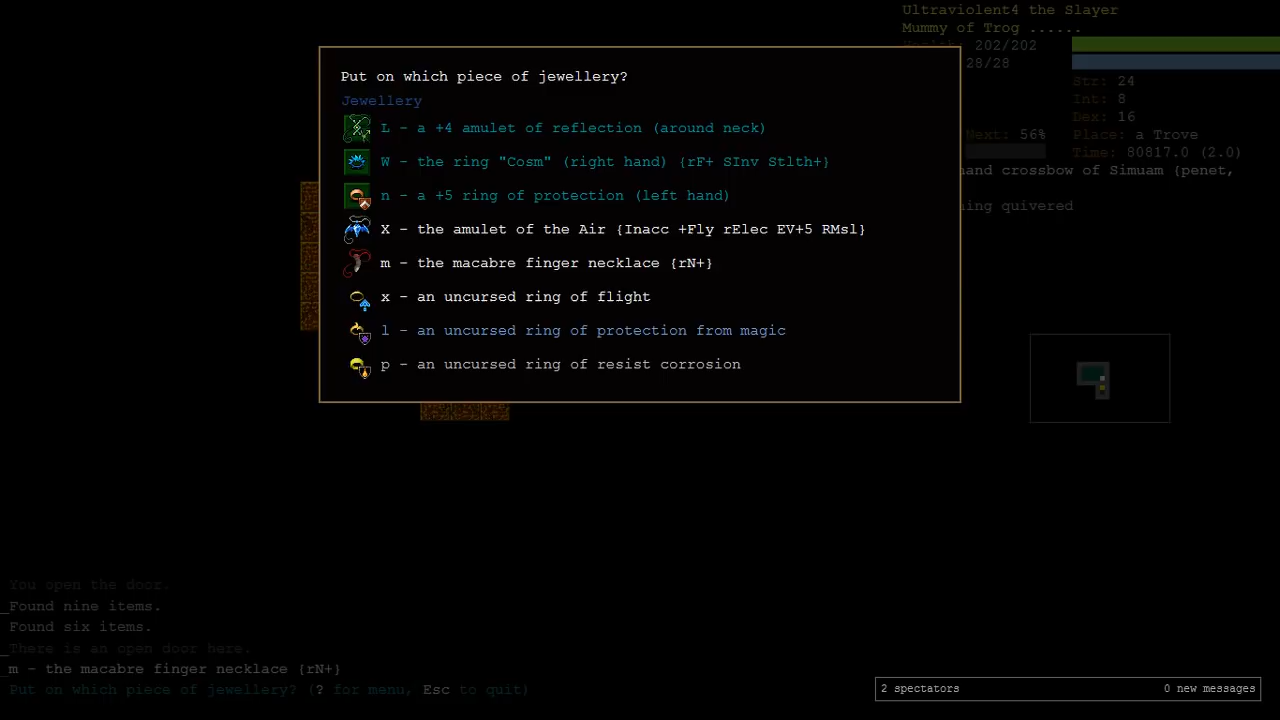 Ultraviolent4 the Slayer
Mummy of Trog ......
202/202
28/28
Str: 24
Int: 8
Dex: 16
Next: 56% Place: a Trove
Time: 80817.0 (2.0)
hand crossbow of Simuam {penet,
ing quivered
Put on which piece of jewellery?
Jewellery
L - a +4 amulet of reflection (around neck)
W - the ring "Cosm" (right hand) {rF+ SInv Stlth+}
n - a +5 ring of protection (left hand)
X - the amulet of the Air {Inacc +Fly rElec EV+5 RMsl}
m - the macabre finger necklace {rN+}
x - an uncursed ring of flight
l - an uncursed ring of protection from magic
p - an uncursed ring of resist corrosion
You open the door.
_Found nine items.
Found six items.
_There is an open door here.
m - the macabre finger necklace {rN+}
Put on which piece of jewellery? (? for menu, Esc to quit)
2 spectators 0 new messages